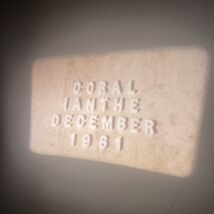 CORAL
IANTHE
DECEMBER
1961